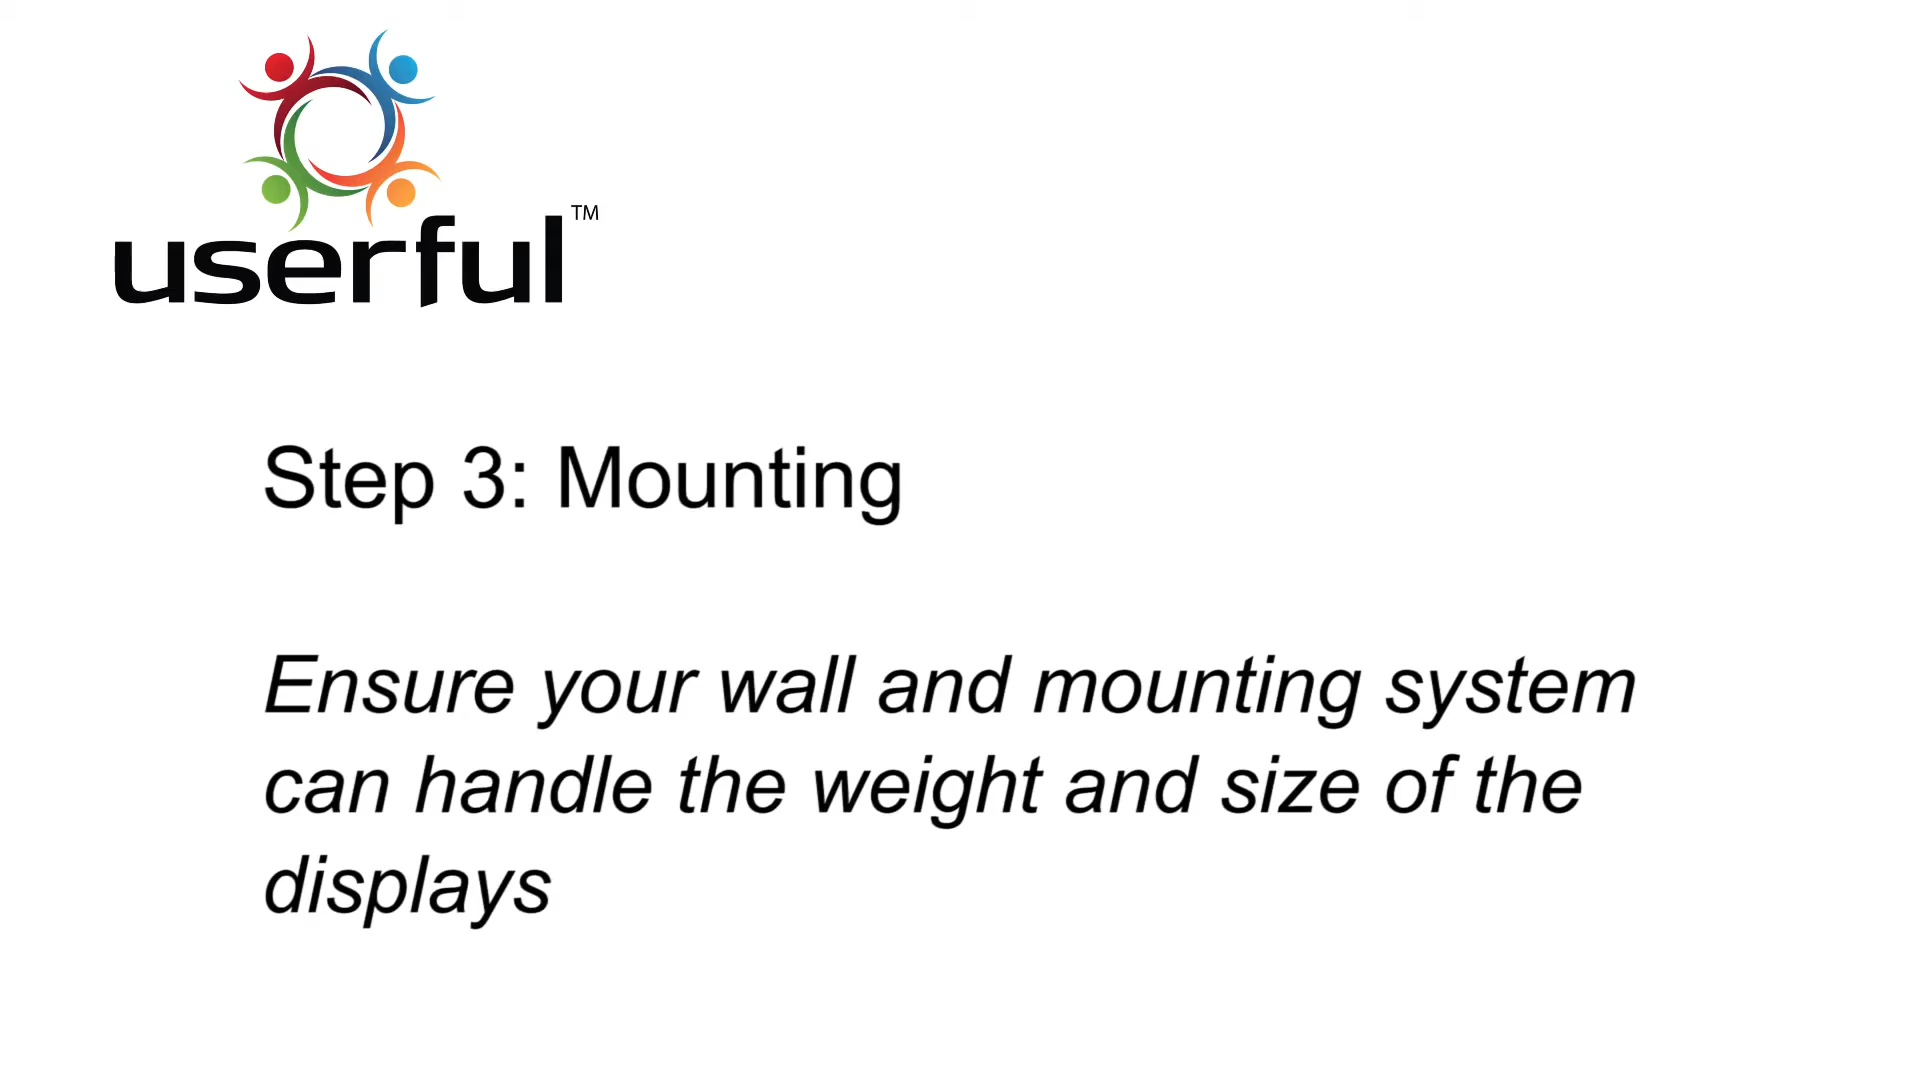 userful™
Step 3: Mounting
Ensure your wall and mounting system
can handle the weight and size of the
displays